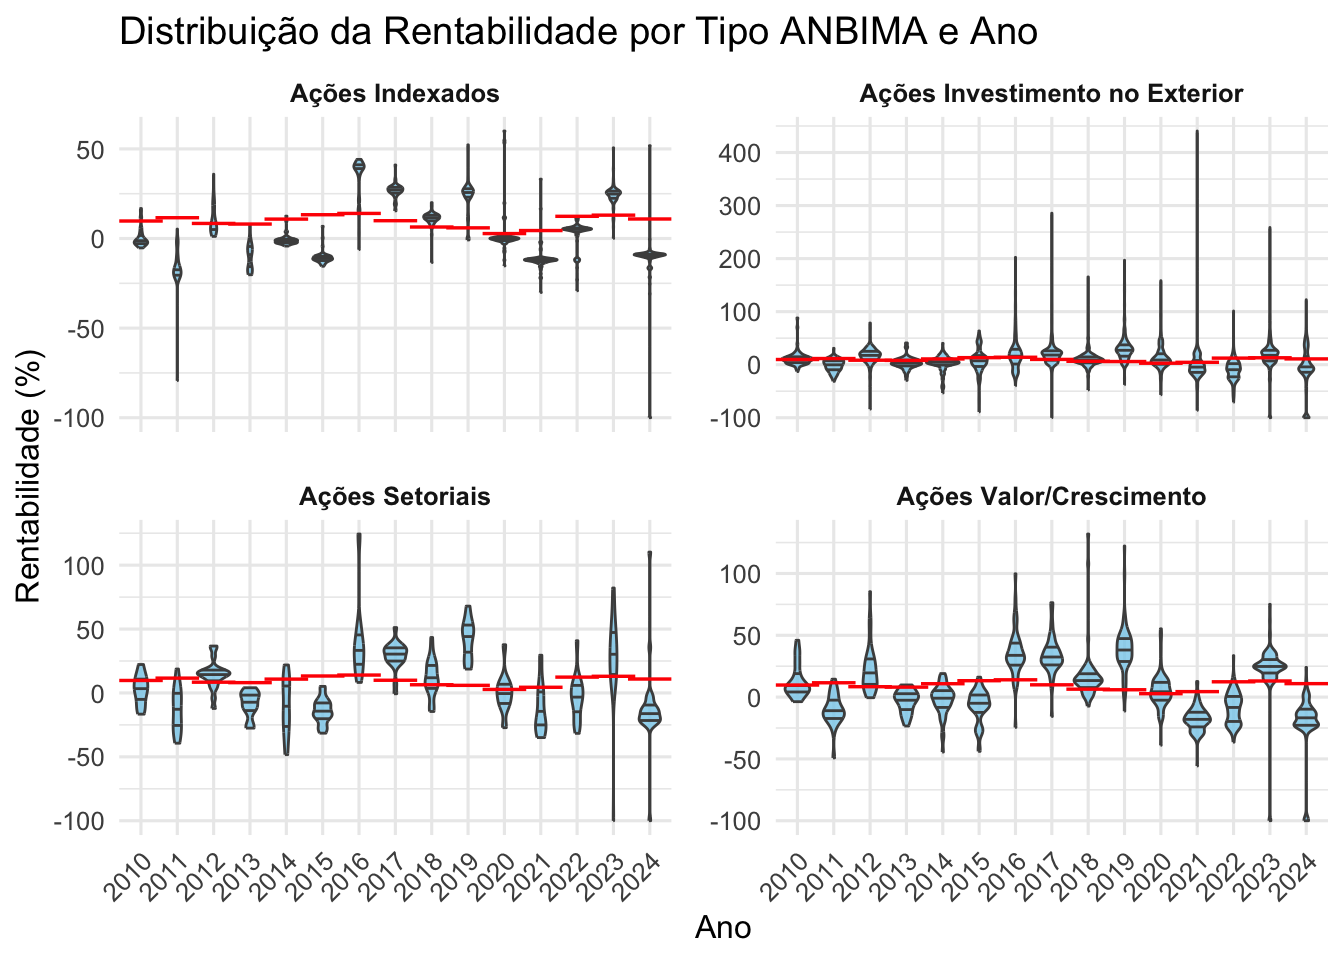 Distribuição da Rentabilidade por Tipo ANBIMA e Ano
Ações Indexados
50
0
-50
-100
Ações Investimento no Exterior
400
300
200
100
0
-100
Rentabilidade (%)
Ações Setoriais
100
50
0
-50
-100
2010 2011 2012 2013 2014 2015 2016 2017 2018 2019 2020 2021 2022 2023 2024
Ações Valor/Crescimento
100
50
0
-50
-100
2010 2011 2012 2013 2014 2015 2016 2017 2018 2019 2020 2021 2022 2023 2024
Ano